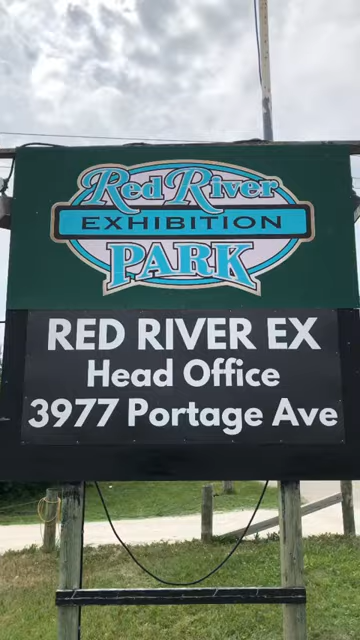 Red River
EXHIBITION
PARK
RED RIVER EX
Head Office
3977 Portage Ave